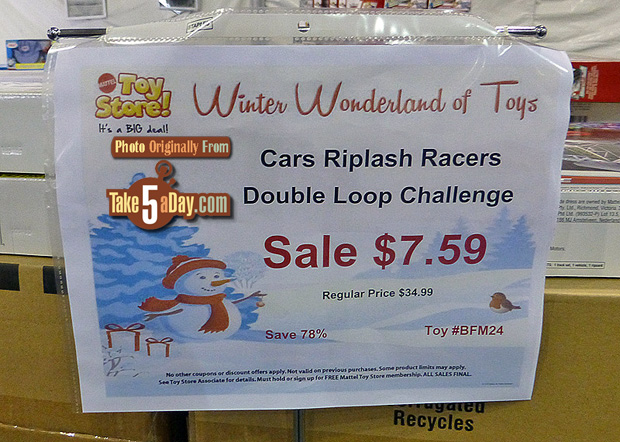 Mattel
Toy
Store!
It's a BIG deal!
Winter Wonderland of Toys
Photo Originally From
Take5aDay.com
Cars Riplash Racers
Double Loop Challenge
Sale $7.59
Regular Price $34.99
Save 78%
Toy #BFM24
No other coupons or discount offers apply. Not valid on previous purchases. Some product limits may apply.
See Toy Store Associate for details. Must hold or sign up for FREE Mattel Toy Store membership. ALL SALES FINAL.
Corrugated
Recycles